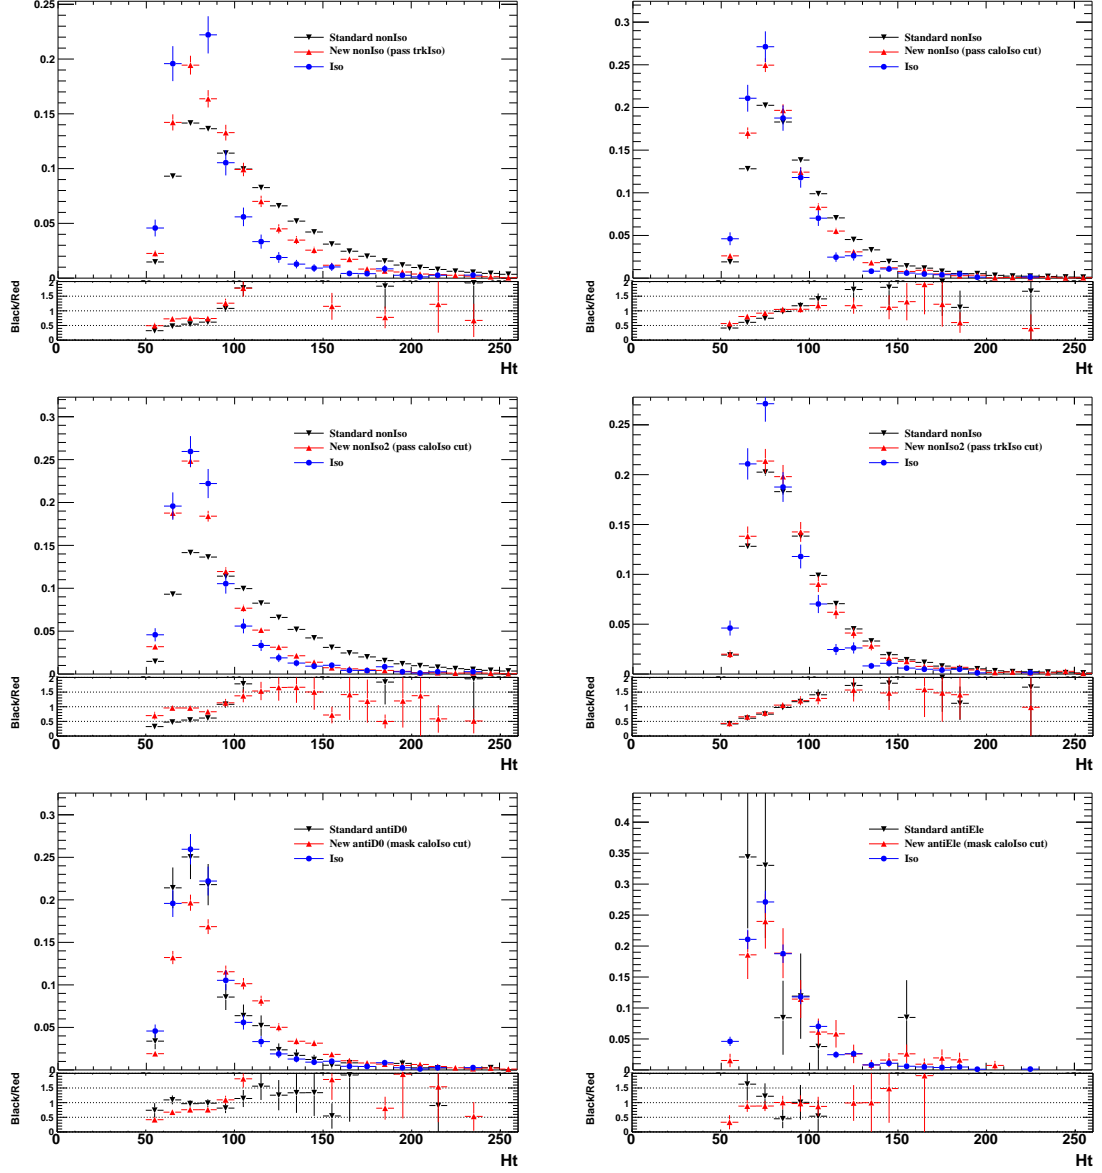 0.25
0.2
0.15
0.1
0.05
0
Standard nonIso
New nonIso (pass trkIso)
Iso
Black/Red
2
1.5
1
0.5
0
0 50 100 150 200 250
Ht
0.3
0.25
0.2
0.15
0.1
0.05
0
Standard nonIso
New nonIso (pass caloIso cut)
Iso
Black/Red
2
1.5
1
0.5
0
0 50 100 150 200 250
Ht
0.3
0.25
0.2
0.15
0.1
0.05
0
Standard nonIso
New nonIso2 (pass caloIso cut)
Iso
Black/Red
2
1.5
1
0.5
0
0 50 100 150 200 250
Ht
0.25
0.2
0.15
0.1
0.05
0
Standard nonIso
New nonIso2 (pass trkIso cut)
Iso
Black/Red
2
1.5
1
0.5
0
0 50 100 150 200 250
Ht
0.3
0.25
0.2
0.15
0.1
0.05
0
Standard antiD0
New antiD0 (mask caloIso cut)
Iso
Black/Red
2
1.5
1
0.5
0
0 50 100 150 200 250
Ht
0.4
0.35
0.3
0.25
0.2
0.15
0.1
0.05
0
Standard antiEle
New antiEle (mask caloIso cut)
Iso
Black/Red
2
1.5
1
0.5
0
0 50 100 150 200 250
Ht